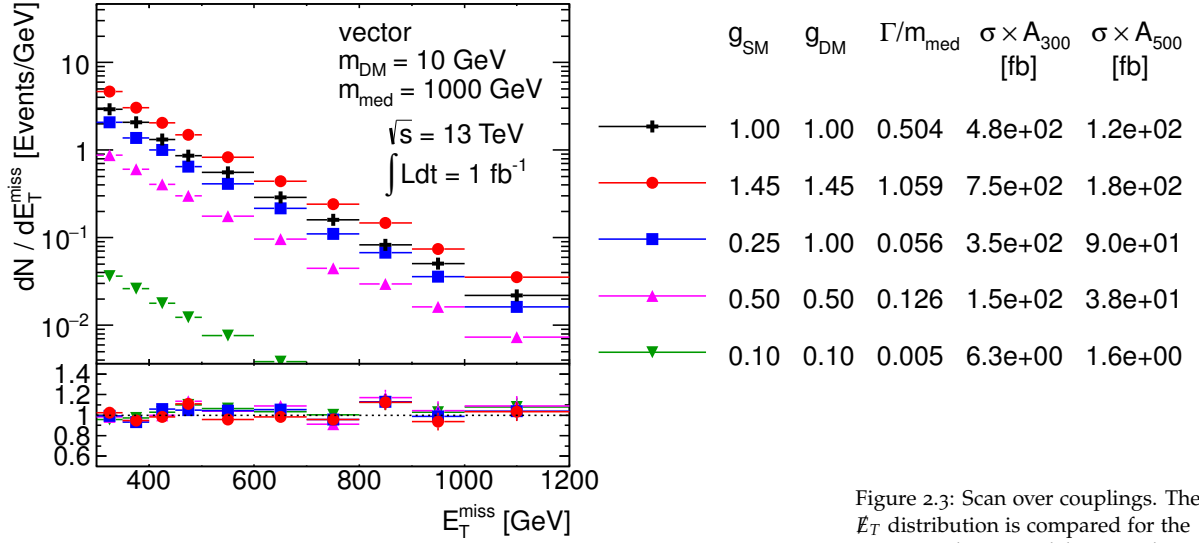 dN / dE_T^miss [Events/GeV]
10
1
10⁻¹
10⁻²
vector
m_DM = 10 GeV
m_med = 1000 GeV
√s = 13 TeV
∫ Ldt = 1 fb⁻¹
1.4
1.2
1
0.8
0.6
400 600 800 1000 1200
E_T^miss [GeV]
g_SM g_DM Γ/m_med σ × A_300 σ × A_500
[fb] [fb]
1.00 1.00 0.504 4.8e+02 1.2e+02
1.45 1.45 1.059 7.5e+02 1.8e+02
0.25 1.00 0.056 3.5e+02 9.0e+01
0.50 0.50 0.126 1.5e+02 3.8e+01
0.10 0.10 0.005 6.3e+00 1.6e+00
Figure 2.3: Scan over couplings. The
E̸_T distribution is compared for the